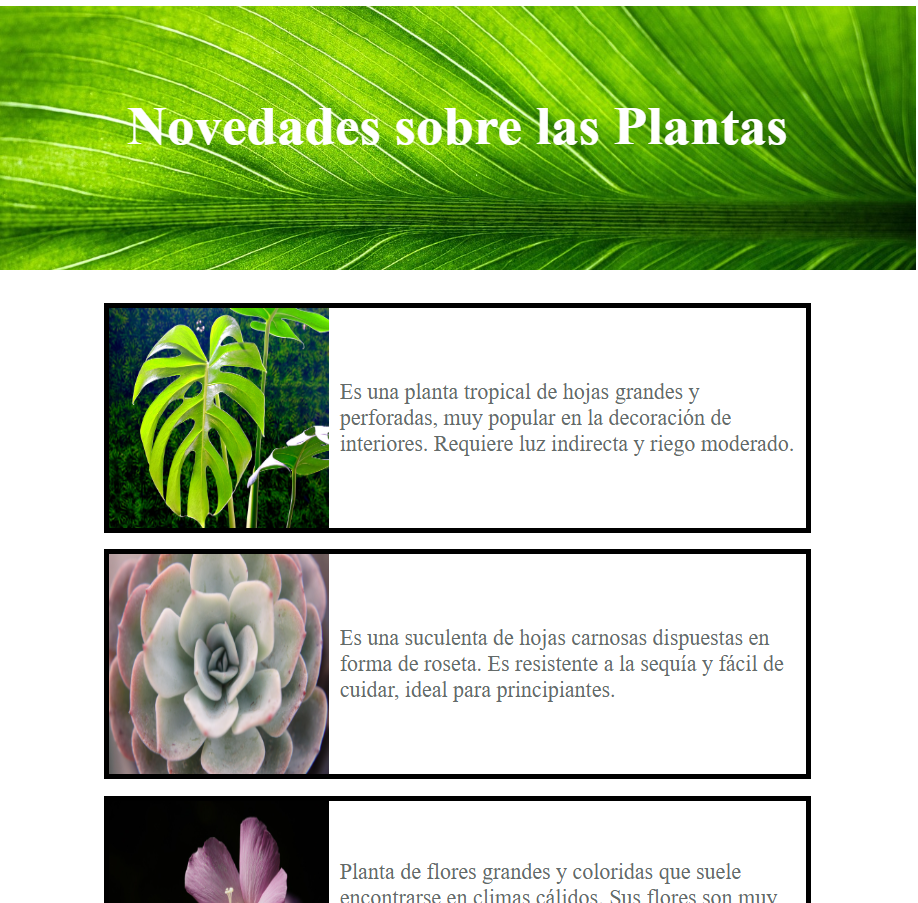 Novedades sobre las Plantas
Es una planta tropical de hojas grandes y
perforadas, muy popular en la decoración de
interiores. Requiere luz indirecta y riego moderado.
Es una suculenta de hojas carnosas dispuestas en
forma de roseta. Es resistente a la sequía y fácil de
cuidar, ideal para principiantes.
Planta de flores grandes y coloridas que suele
encontrarse en climas cálidos. Sus flores son muy